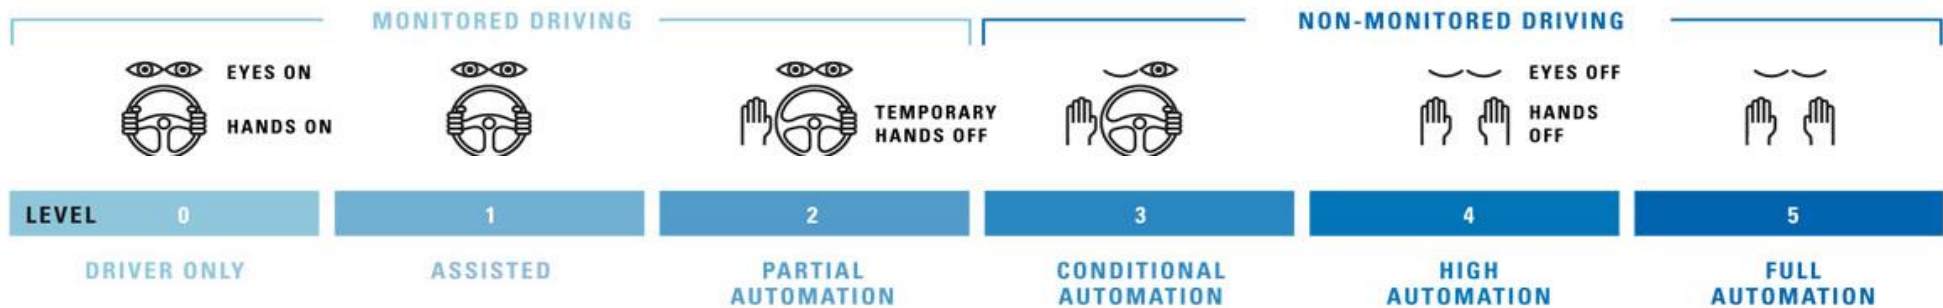 MONITORED DRIVING
NON-MONITORED DRIVING
EYES ON
HANDS ON
TEMPORARY
HANDS OFF
EYES OFF
HANDS
OFF
LEVEL 0 1 2 3 4 5
DRIVER ONLY
ASSISTED
PARTIAL
AUTOMATION
CONDITIONAL
AUTOMATION
HIGH
AUTOMATION
FULL
AUTOMATION